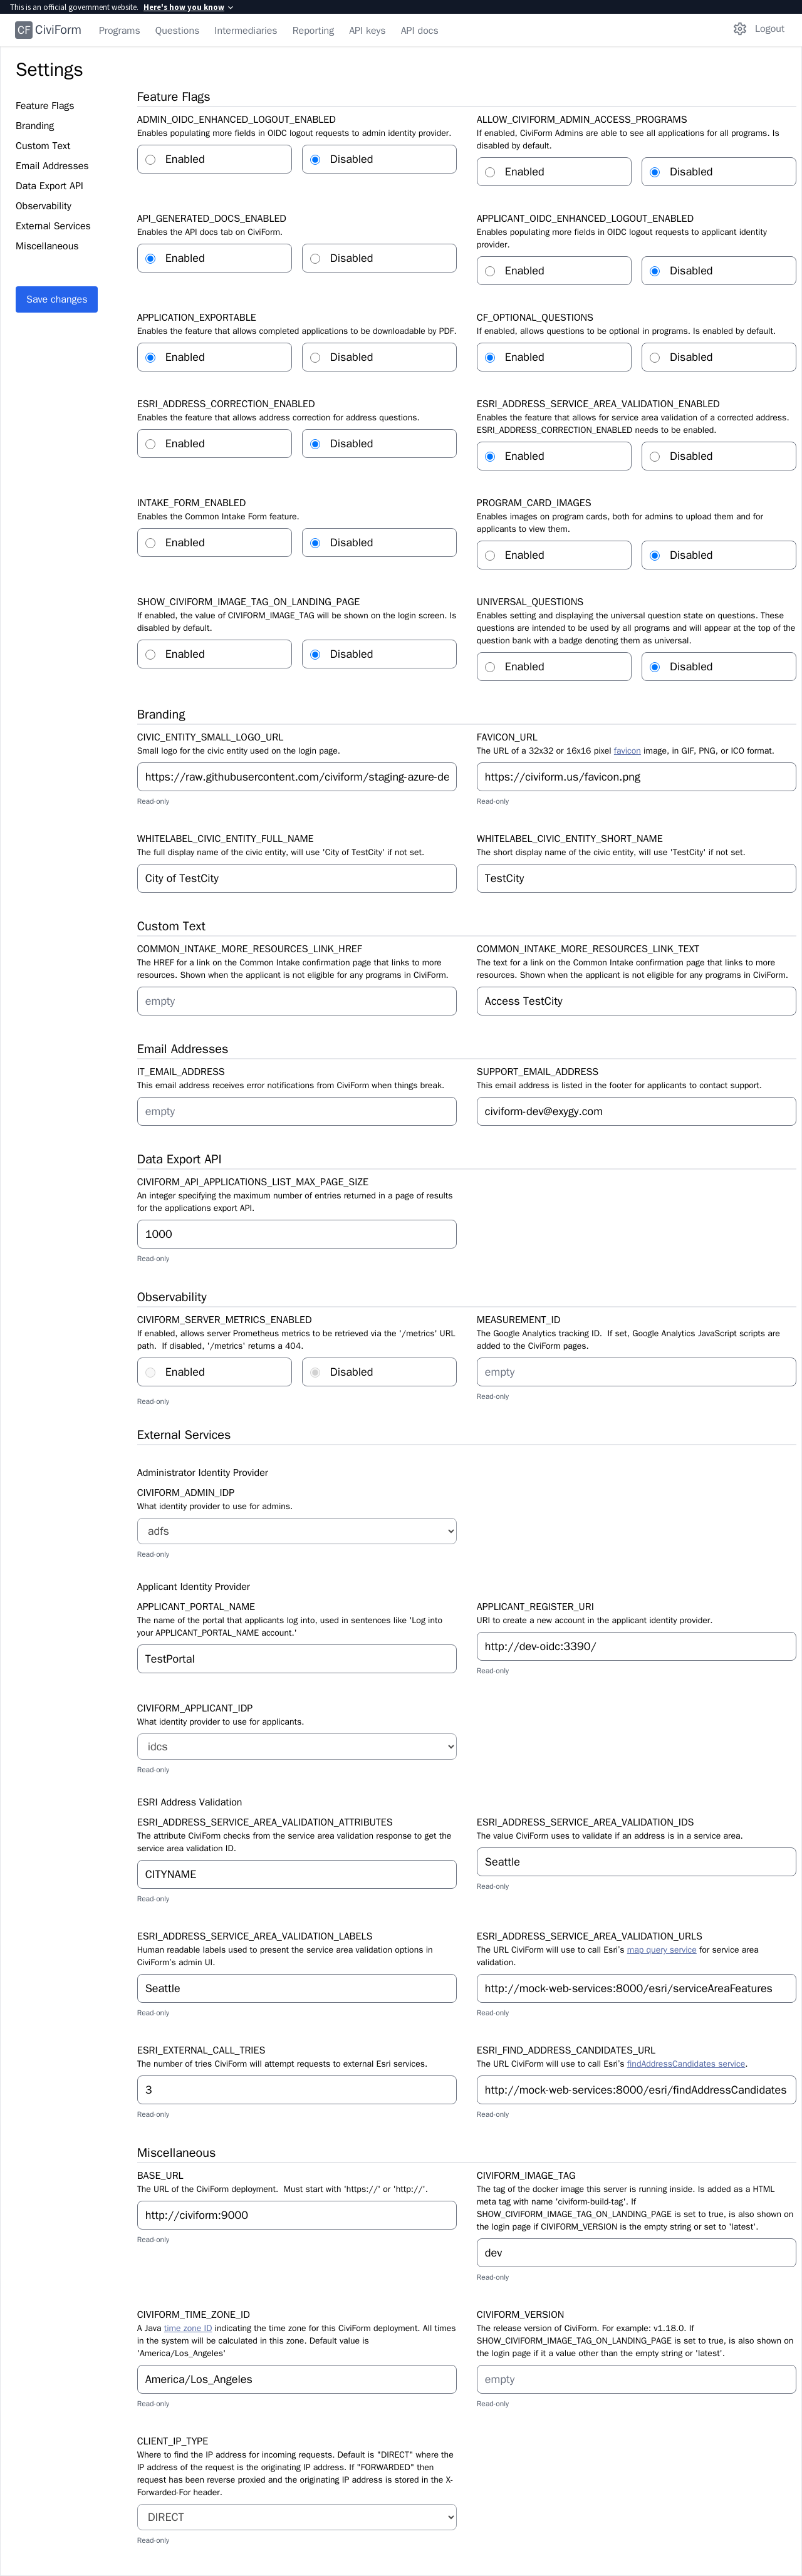 This is an official government website. Here's how you know
CF CiviForm Programs Questions Intermediaries Reporting API keys API docs Logout
Settings
Feature Flags
Branding
Custom Text
Email Addresses
Data Export API
Observability
External Services
Miscellaneous
Save changes
Feature Flags
ADMIN_OIDC_ENHANCED_LOGOUT_ENABLED
Enables populating more fields in OIDC logout requests to admin identity provider.
Enabled Disabled
ALLOW_CIVIFORM_ADMIN_ACCESS_PROGRAMS
If enabled, CiviForm Admins are able to see all applications for all programs. Is
disabled by default.
Enabled Disabled
API_GENERATED_DOCS_ENABLED
Enables the API docs tab on CiviForm.
Enabled Disabled
APPLICANT_OIDC_ENHANCED_LOGOUT_ENABLED
Enables populating more fields in OIDC logout requests to applicant identity
provider.
Enabled Disabled
APPLICATION_EXPORTABLE
Enables the feature that allows completed applications to be downloadable by PDF.
Enabled Disabled
CF_OPTIONAL_QUESTIONS
If enabled, allows questions to be optional in programs. Is enabled by default.
Enabled Disabled
ESRI_ADDRESS_CORRECTION_ENABLED
Enables the feature that allows address correction for address questions.
Enabled Disabled
ESRI_ADDRESS_SERVICE_AREA_VALIDATION_ENABLED
Enables the feature that allows for service area validation of a corrected address.
ESRI_ADDRESS_CORRECTION_ENABLED needs to be enabled.
Enabled Disabled
INTAKE_FORM_ENABLED
Enables the Common Intake Form feature.
Enabled Disabled
PROGRAM_CARD_IMAGES
Enables images on program cards, both for admins to upload them and for
applicants to view them.
Enabled Disabled
SHOW_CIVIFORM_IMAGE_TAG_ON_LANDING_PAGE
If enabled, the value of CIVIFORM_IMAGE_TAG will be shown on the login screen. Is
disabled by default.
Enabled Disabled
UNIVERSAL_QUESTIONS
Enables setting and displaying the universal question state on questions. These
questions are intended to be used by all programs and will appear at the top of the
question bank with a badge denoting them as universal.
Enabled Disabled
Branding
CIVIC_ENTITY_SMALL_LOGO_URL
Small logo for the civic entity used on the login page.
https://raw.githubusercontent.com/civiform/staging-azure-de
Read-only
FAVICON_URL
The URL of a 32x32 or 16x16 pixel favicon image, in GIF, PNG, or ICO format.
https://civiform.us/favicon.png
Read-only
WHITELABEL_CIVIC_ENTITY_FULL_NAME
The full display name of the civic entity, will use 'City of TestCity' if not set.
City of TestCity
WHITELABEL_CIVIC_ENTITY_SHORT_NAME
The short display name of the civic entity, will use 'TestCity' if not set.
TestCity
Custom Text
COMMON_INTAKE_MORE_RESOURCES_LINK_HREF
The HREF for a link on the Common Intake confirmation page that links to more
resources. Shown when the applicant is not eligible for any programs in CiviForm.
empty
COMMON_INTAKE_MORE_RESOURCES_LINK_TEXT
The text for a link on the Common Intake confirmation page that links to more
resources. Shown when the applicant is not eligible for any programs in CiviForm.
Access TestCity
Email Addresses
IT_EMAIL_ADDRESS
This email address receives error notifications from CiviForm when things break.
empty
SUPPORT_EMAIL_ADDRESS
This email address is listed in the footer for applicants to contact support.
civiform-dev@exygy.com
Data Export API
CIVIFORM_API_APPLICATIONS_LIST_MAX_PAGE_SIZE
An integer specifying the maximum number of entries returned in a page of results
for the applications export API.
1000
Read-only
Observability
CIVIFORM_SERVER_METRICS_ENABLED
If enabled, allows server Prometheus metrics to be retrieved via the '/metrics' URL
path. If disabled, '/metrics' returns a 404.
Enabled Disabled
Read-only
MEASUREMENT_ID
The Google Analytics tracking ID. If set, Google Analytics JavaScript scripts are
added to the CiviForm pages.
empty
Read-only
External Services
Administrator Identity Provider
CIVIFORM_ADMIN_IDP
What identity provider to use for admins.
adfs
Read-only
Applicant Identity Provider
APPLICANT_PORTAL_NAME
The name of the portal that applicants log into, used in sentences like 'Log into
your APPLICANT_PORTAL_NAME account.'
TestPortal
APPLICANT_REGISTER_URI
URI to create a new account in the applicant identity provider.
http://dev-oidc:3390/
Read-only
CIVIFORM_APPLICANT_IDP
What identity provider to use for applicants.
idcs
Read-only
ESRI Address Validation
ESRI_ADDRESS_SERVICE_AREA_VALIDATION_ATTRIBUTES
The attribute CiviForm checks from the service area validation response to get the
service area validation ID.
CITYNAME
Read-only
ESRI_ADDRESS_SERVICE_AREA_VALIDATION_IDS
The value CiviForm uses to validate if an address is in a service area.
Seattle
Read-only
ESRI_ADDRESS_SERVICE_AREA_VALIDATION_LABELS
Human readable labels used to present the service area validation options in
CiviForm's admin UI.
Seattle
Read-only
ESRI_ADDRESS_SERVICE_AREA_VALIDATION_URLS
The URL CiviForm will use to call Esri's map query service for service area
validation.
http://mock-web-services:8000/esri/serviceAreaFeatures
Read-only
ESRI_EXTERNAL_CALL_TRIES
The number of tries CiviForm will attempt requests to external Esri services.
3
Read-only
ESRI_FIND_ADDRESS_CANDIDATES_URL
The URL CiviForm will use to call Esri's findAddressCandidates service.
http://mock-web-services:8000/esri/findAddressCandidates
Read-only
Miscellaneous
BASE_URL
The URL of the CiviForm deployment. Must start with 'https://' or 'http://'.
http://civiform:9000
Read-only
CIVIFORM_IMAGE_TAG
The tag of the docker image this server is running inside. Is added as a HTML
meta tag with name 'civiform-build-tag'. If
SHOW_CIVIFORM_IMAGE_TAG_ON_LANDING_PAGE is set to true, is also shown on
the login page if CIVIFORM_VERSION is the empty string or set to 'latest'.
dev
Read-only
CIVIFORM_TIME_ZONE_ID
A Java time zone ID indicating the time zone for this CiviForm deployment. All times
in the system will be calculated in this zone. Default value is
'America/Los_Angeles'
America/Los_Angeles
Read-only
CIVIFORM_VERSION
The release version of CiviForm. For example: v1.18.0. If
SHOW_CIVIFORM_IMAGE_TAG_ON_LANDING_PAGE is set to true, is also shown on
the login page if it a value other than the empty string or 'latest'.
empty
Read-only
CLIENT_IP_TYPE
Where to find the IP address for incoming requests. Default is "DIRECT" where the
IP address of the request is the originating IP address. If "FORWARDED" then
request has been reverse proxied and the originating IP address is stored in the X-
Forwarded-For header.
DIRECT
Read-only